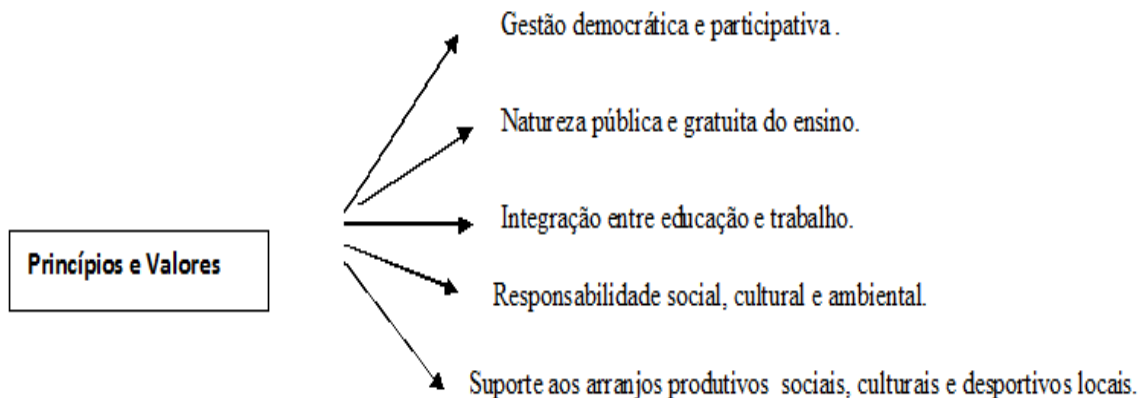 Gestão democrática e participativa .
Natureza pública e gratuita do ensino.
Integração entre educação e trabalho.
Princípios e Valores
Responsabilidade social, cultural e ambiental.
Suporte aos arranjos produtivos sociais, culturais e desportivos locais.